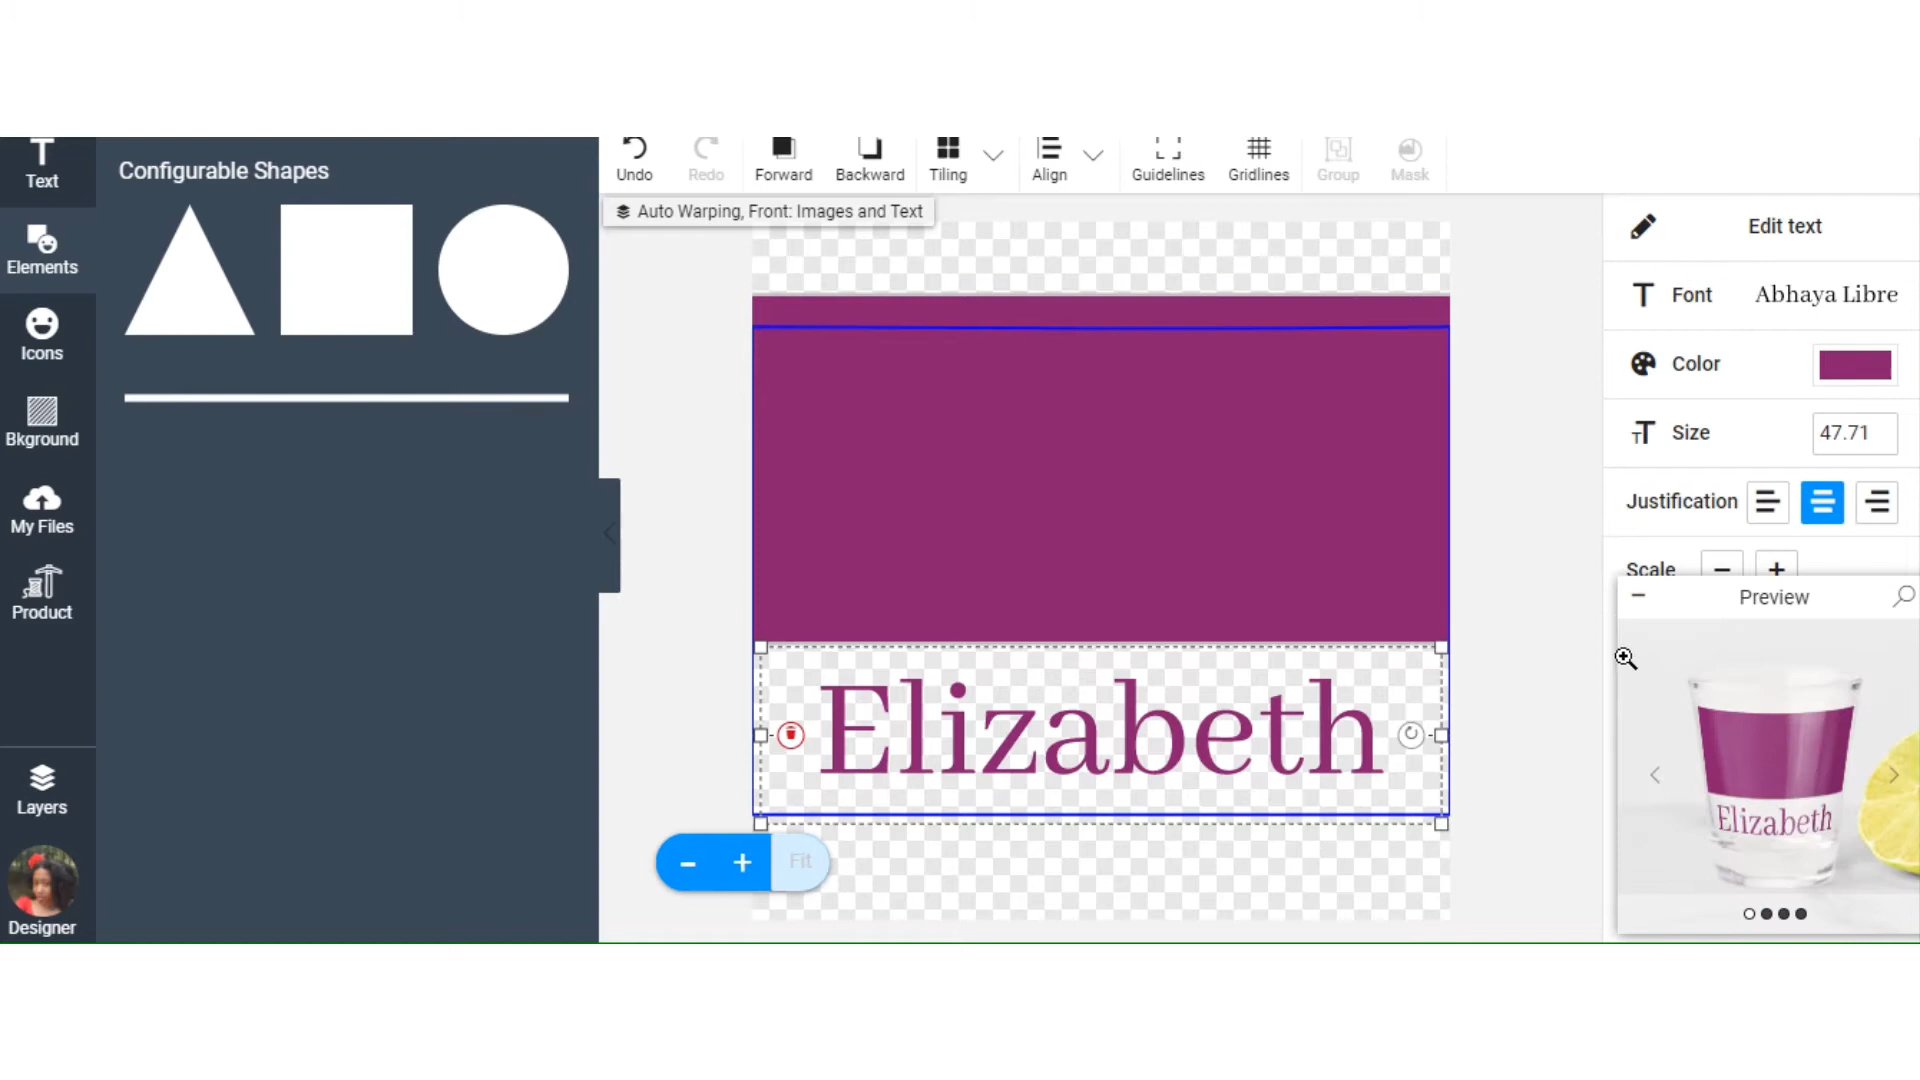 Text
Elements
Icons
Bkground
My Files
Product
Layers
Designer
Configurable Shapes
Undo
Redo
Forward
Backward
Tiling
Align
Guidelines
Gridlines
Group
Mask
Auto Warping, Front: Images and Text
Elizabeth
Fit
Edit text
Font Abhaya Libre
Color
Size 47.71
Justification
Scale
Preview
Elizabeth